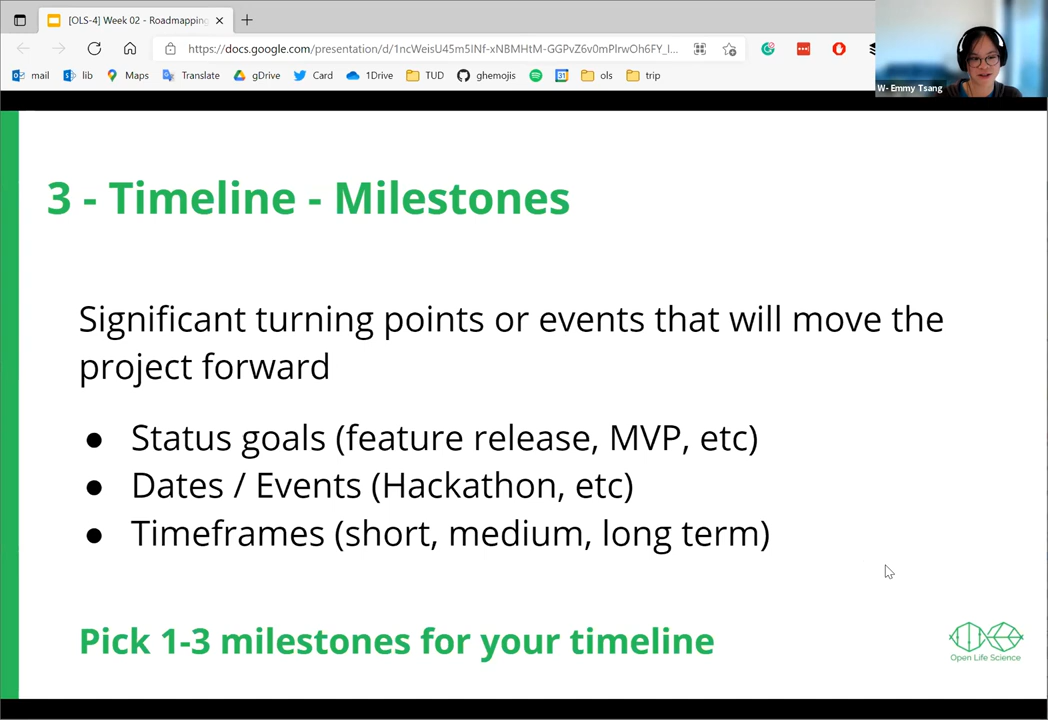 [OLS-4] Week 02 - Roadmapping
https://docs.google.com/presentation/d/1ncWeisU45m5INf-xNBMHtM-GGPvZ6v0mPlrwOh6FY_l...
mail lib Maps Translate gDrive Card 1Drive TUD ghemojis 31 ols trip
W- Emmy Tsang
3 - Timeline - Milestones
Significant turning points or events that will move the
project forward
● Status goals (feature release, MVP, etc)
● Dates / Events (Hackathon, etc)
● Timeframes (short, medium, long term)
Pick 1-3 milestones for your timeline
Open Life Science